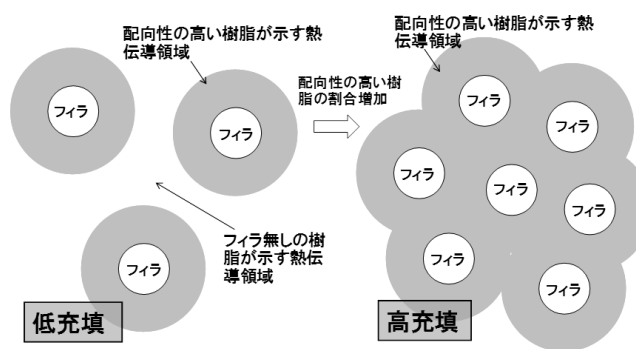 配向性の高い樹脂が示す熱
伝導領域
フィラ
フィラ
フィラ
フィラ無しの樹
脂が示す熱伝
導領域
低充填
配向性の高い樹
脂の割合増加
配向性の高い樹脂が示す熱
伝導領域
フィラ
フィラ
フィラ
フィラ
フィラ
フィラ
フィラ
高充填